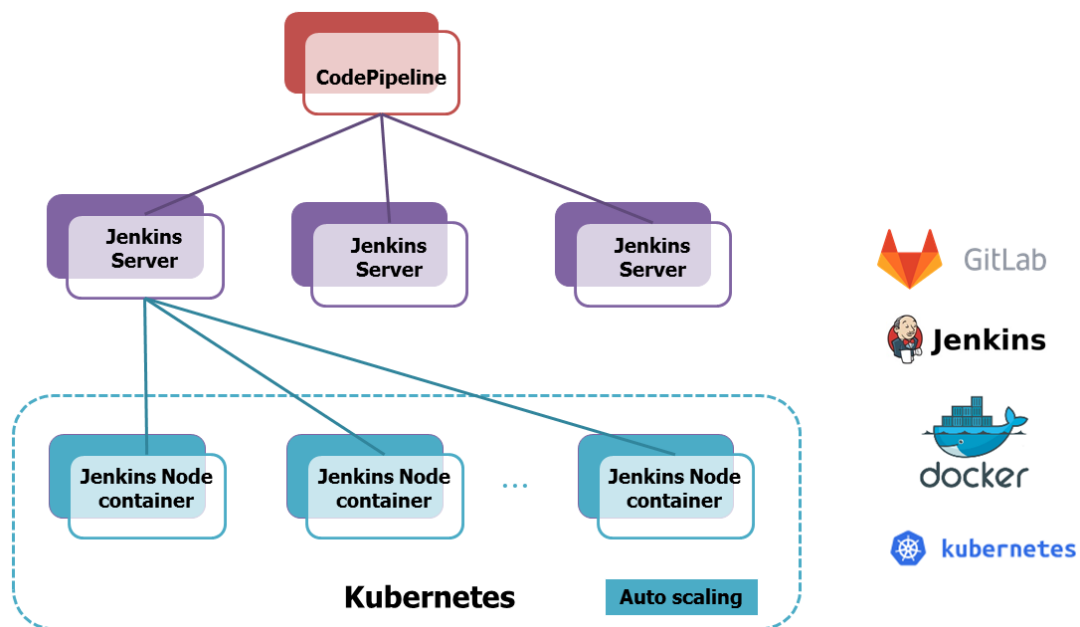 CodePipeline
Jenkins
Server
Jenkins
Server
Jenkins
Server
GitLab
Jenkins
docker
Jenkins Node
container
Jenkins Node
container
...
Jenkins Node
container
kubernetes
Kubernetes
Auto scaling